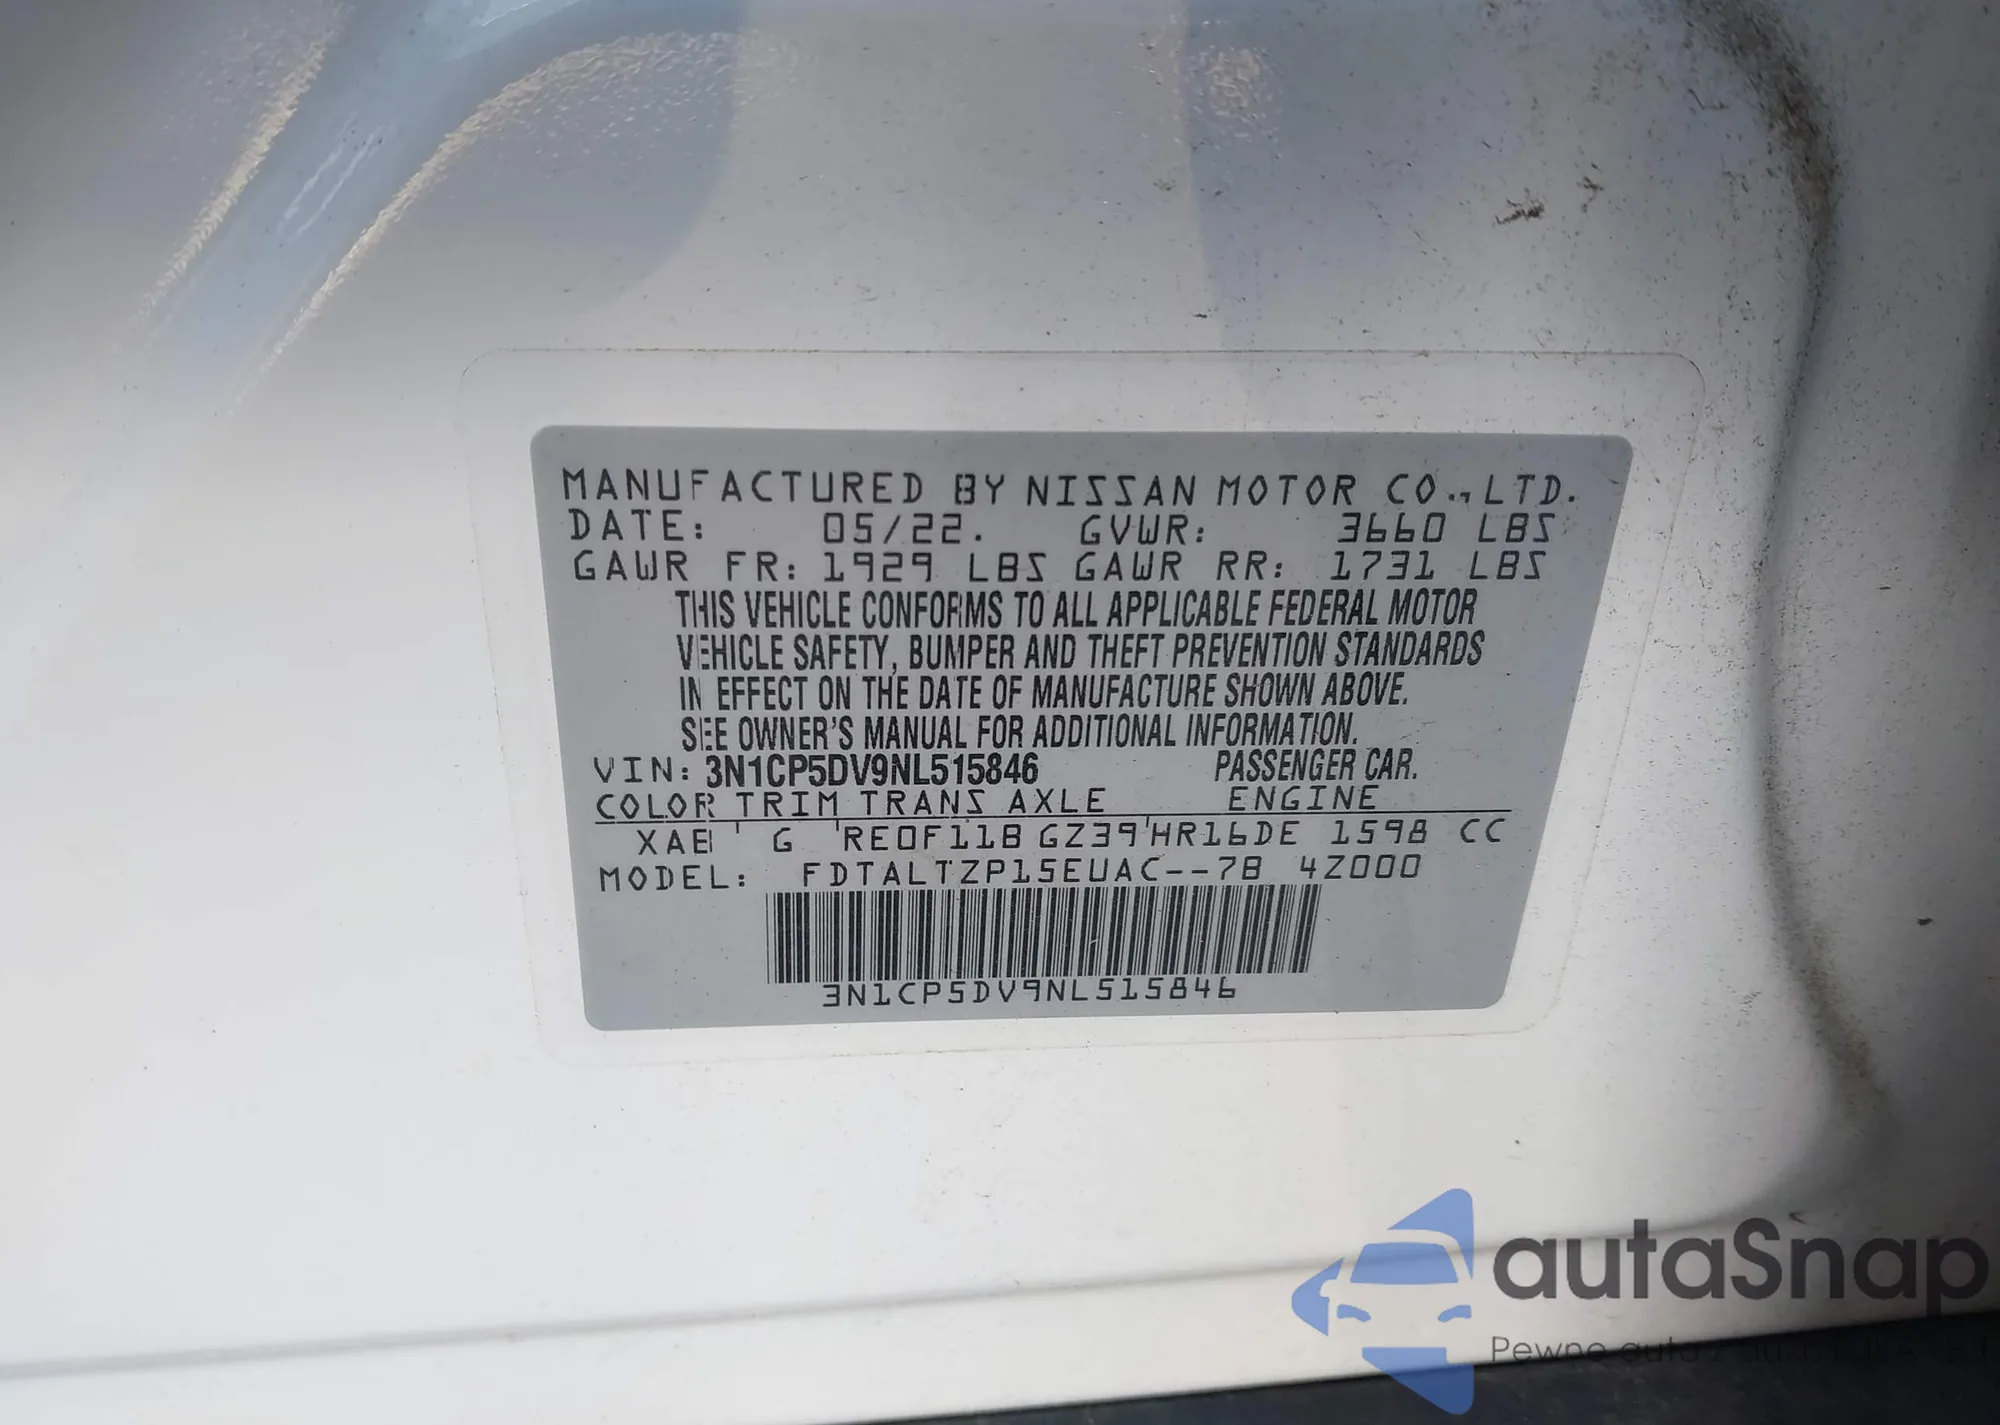 MANUFACTURED BY NISSAN MOTOR CO., LTD.
DATE: 05/22. GVWR: 3660 LBS
GAWR FR: 1929 LBS GAWR RR: 1731 LBS
THIS VEHICLE CONFORMS TO ALL APPLICABLE FEDERAL MOTOR
VEHICLE SAFETY, BUMPER AND THEFT PREVENTION STANDARDS
IN EFFECT ON THE DATE OF MANUFACTURE SHOWN ABOVE.
SEE OWNER'S MANUAL FOR ADDITIONAL INFORMATION.
VIN: 3N1CP5DV9NL515846 PASSENGER CAR.
COLOR TRIM TRANS AXLE ENGINE
XAB G RE0F11B GZ39 HR16DE 1598 CC
MODEL: FDTALTZP15EUAC--7B 4Z000
3N1CP5DV9NL515846
autaSnap
Pewne auta z